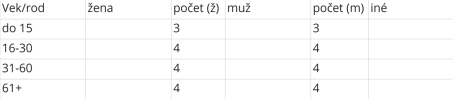 Vek/rod žena počet (ž) muž počet (m) iné
do 15 3 3
16-30 4 4
31-60 4 4
61+ 4 4